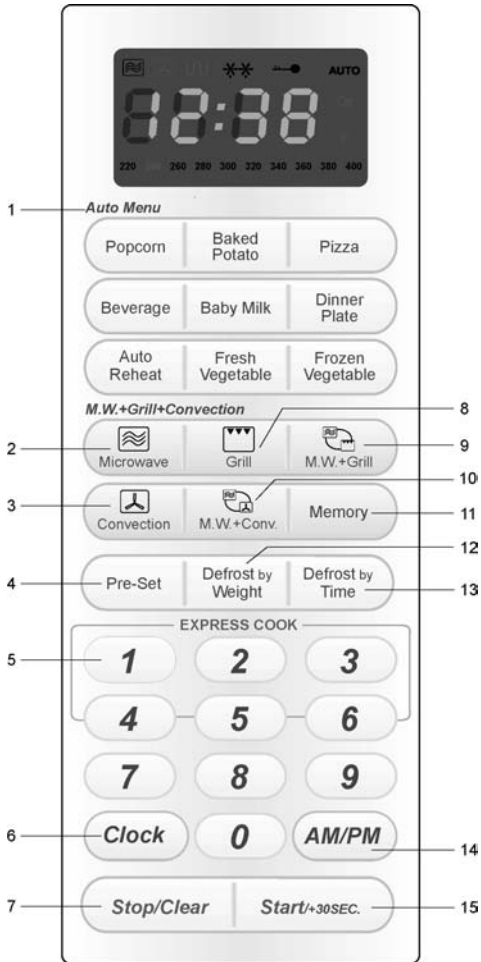 AUTO
12:38
220 260 280 300 320 340 360 380 400
1
Auto Menu
Popcorn
Baked
Potato
Pizza
Beverage
Baby Milk
Dinner
Plate
Auto
Reheat
Fresh
Vegetable
Frozen
Vegetable
M.W.+Grill+Convection
8
2
Microwave
Grill
M.W.+Grill
9
10
3
Convection
M.W.+Conv.
Memory
11
12
4
Pre-Set
Defrost by
Weight
Defrost by
Time
13
EXPRESS COOK
5
1 2 3
4 5 6
7 8 9
6
Clock 0 AM/PM
14
7
Stop/Clear
Start/+30SEC.
15